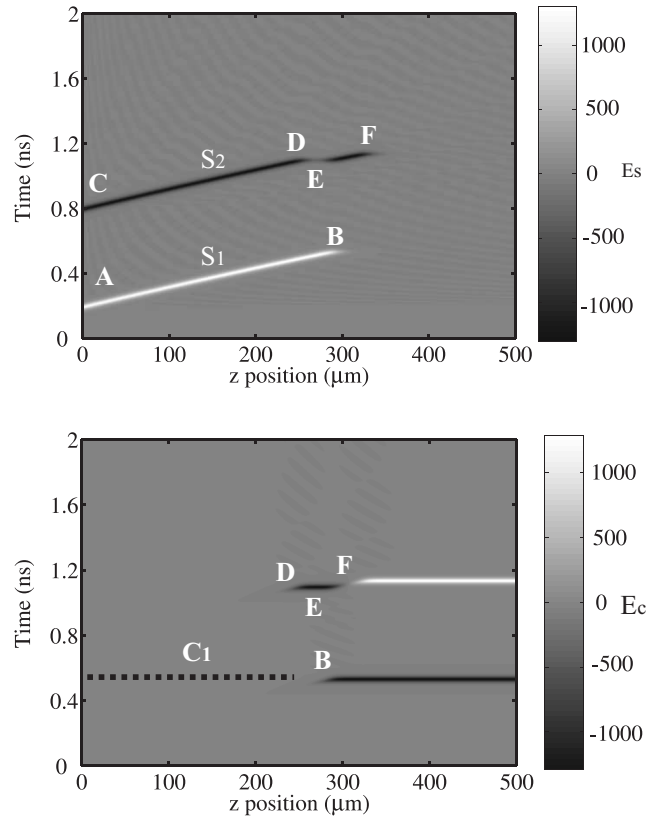 2
1.6
1.2
0.8
0.4
0
Time (ns)
0 100 200 300 400 500
z position (μm)
A
B
C
D
E
F
S1
S2
1000
500
0
-500
-1000
Es
2
1.6
1.2
0.8
0.4
0
Time (ns)
0 100 200 300 400 500
z position (μm)
D
F
E
C1
B
1000
500
0
-500
-1000
Ec